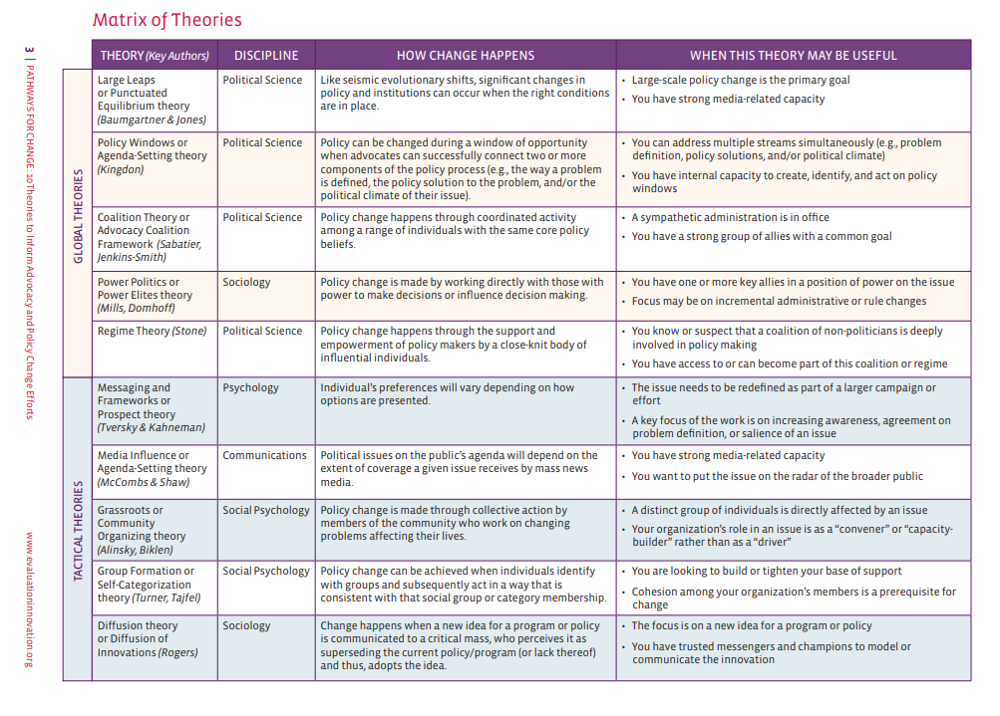 Matrix of Theories
THEORY (Key Authors)
DISCIPLINE
HOW CHANGE HAPPENS
WHEN THIS THEORY MAY BE USEFUL
GLOBAL THEORIES
Large Leaps
or Punctuated
Equilibrium theory
(Baumgartner & Jones)
Political Science
Like seismic evolutionary shifts, significant changes in
policy and institutions can occur when the right conditions
are in place.
• Large-scale policy change is the primary goal
• You have strong media-related capacity
Policy Windows or
Agenda-Setting theory
(Kingdon)
Political Science
Policy can be changed during a window of opportunity
when advocates can successfully connect two or more
components of the policy process (e.g., the way a problem
is defined, the policy solution to the problem, and/or the
political climate of their issue).
• You can address multiple streams simultaneously (e.g., problem
definition, policy solutions, and/or political climate)
• You have internal capacity to create, identify, and act on policy
windows
Coalition Theory or
Advocacy Coalition
Framework (Sabatier,
Jenkins-Smith)
Political Science
Policy change happens through coordinated activity
among a range of individuals with the same core policy
beliefs.
• A sympathetic administration is in office
• You have a strong group of allies with a common goal
Power Politics or
Power Elites theory
(Mills, Domhoff)
Sociology
Policy change is made by working directly with those with
power to make decisions or influence decision making.
• You have one or more key allies in a position of power on the issue
• Focus may be on incremental administrative or rule changes
Regime Theory (Stone)
Political Science
Policy change happens through the support and
empowerment of policy makers by a close-knit body of
influential individuals.
• You know or suspect that a coalition of non-politicians is deeply
involved in policy making
• You have access to or can become part of this coalition or regime
TACTICAL THEORIES
Messaging and
Frameworks or
Prospect theory
(Tversky & Kahneman)
Psychology
Individual's preferences will vary depending on how
options are presented.
• The issue needs to be redefined as part of a larger campaign or
effort
• A key focus of the work is on increasing awareness, agreement on
problem definition, or salience of an issue
Media Influence or
Agenda-Setting theory
(McCombs & Shaw)
Communications
Political issues on the public's agenda will depend on the
extent of coverage a given issue receives by mass news
media.
• You have strong media-related capacity
• You want to put the issue on the radar of the broader public
Grassroots or
Community
Organizing theory
(Alinsky, Biklen)
Social Psychology
Policy change is made through collective action by
members of the community who work on changing
problems affecting their lives.
• A distinct group of individuals is directly affected by an issue
• Your organization's role in an issue is as a “convener” or “capacity-
builder” rather than as a “driver”
Group Formation or
Self-Categorization
theory (Turner, Tajfel)
Social Psychology
Policy change can be achieved when individuals identify
with groups and subsequently act in a way that is
consistent with that social group or category membership.
• You are looking to build or tighten your base of support
• Cohesion among your organization's members is a prerequisite for
change
Diffusion theory
or Diffusion of
Innovations (Rogers)
Sociology
Change happens when a new idea for a program or policy
is communicated to a critical mass, who perceives it as
superseding the current policy/program (or lack thereof)
and thus, adopts the idea.
• The focus is on a new idea for a program or policy
• You have trusted messengers and champions to model or
communicate the innovation
3 | PATHWAYS FOR CHANGE: 10 Theories to Inform Advocacy and Policy Change Efforts
www.evaluationinnovation.org